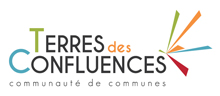 TERRES des
CONFLUENCES
communauté de communes